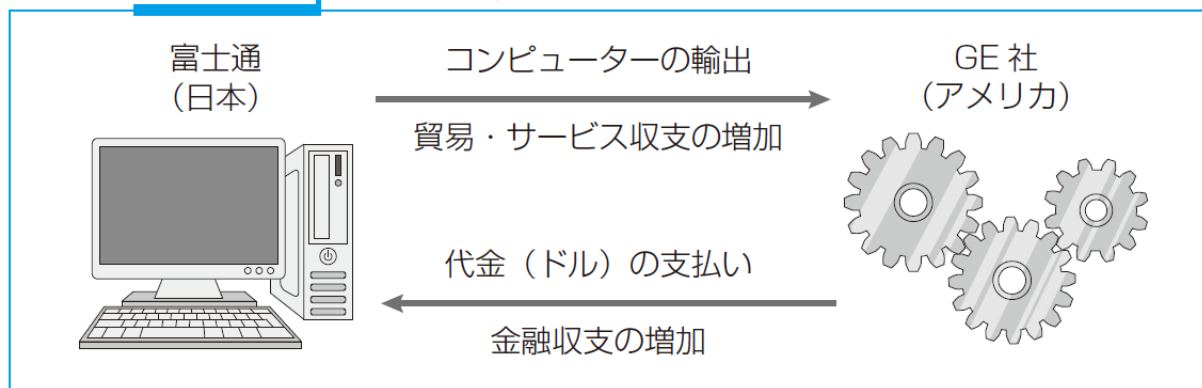 富士通
(日本)
コンピューターの輸出
貿易・サービス収支の増加
GE 社
(アメリカ)
代金(ドル)の支払い
金融収支の増加